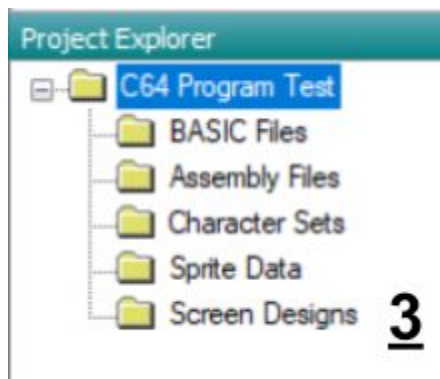 Project Explorer
C64 Program Test
BASIC Files
Assembly Files
Character Sets
Sprite Data
Screen Designs
3